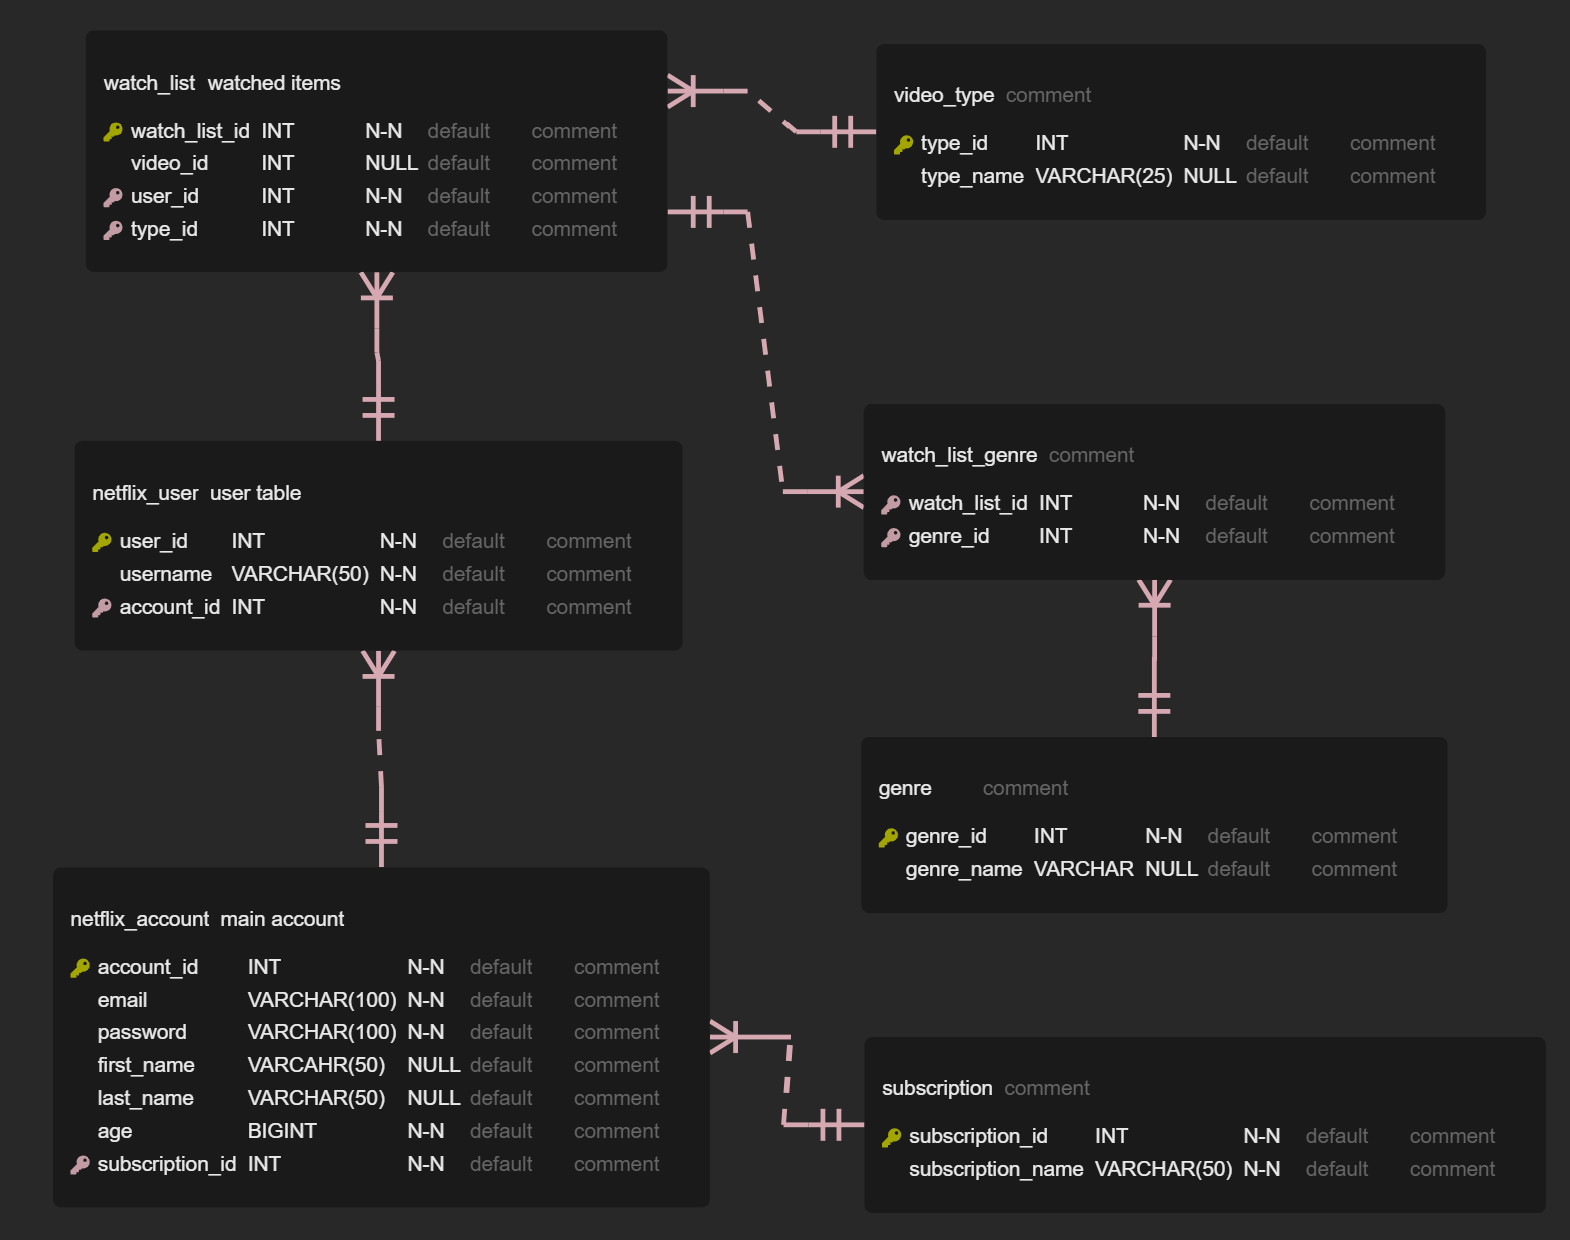 watch_list watched items
watch_list_id INT N-N default comment
video_id INT NULL default comment
user_id INT N-N default comment
type_id INT N-N default comment
video_type comment
type_id INT N-N default comment
type_name VARCHAR(25) NULL default comment
netflix_user user table
user_id INT N-N default comment
username VARCHAR(50) N-N default comment
account_id INT N-N default comment
watch_list_genre comment
watch_list_id INT N-N default comment
genre_id INT N-N default comment
genre comment
genre_id INT N-N default comment
genre_name VARCHAR NULL default comment
netflix_account main account
account_id INT N-N default comment
email VARCHAR(100) N-N default comment
password VARCHAR(100) N-N default comment
first_name VARCAHR(50) NULL default comment
last_name VARCHAR(50) NULL default comment
age BIGINT N-N default comment
subscription_id INT N-N default comment
subscription comment
subscription_id INT N-N default comment
subscription_name VARCHAR(50) N-N default comment